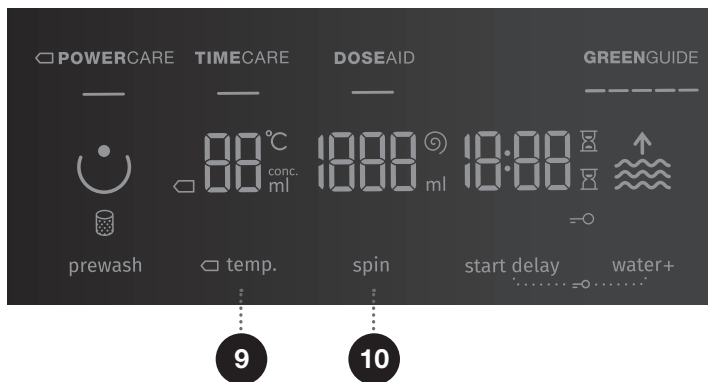 POWERCARE TIMECARE DOSEAID GREENGUIDE
88 °C 1888 18:88
conc.
ml ml
prewash temp. spin start delay water+
9 10